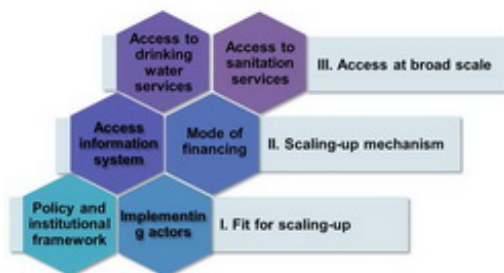 Access to
drinking
water
services
Access to
sanitation
services
III. Access at broad scale
Access
information
system
Mode of
financing
II. Scaling-up mechanism
Policy and
institutional
framework
Implementin
g actors
I. Fit for scaling-up